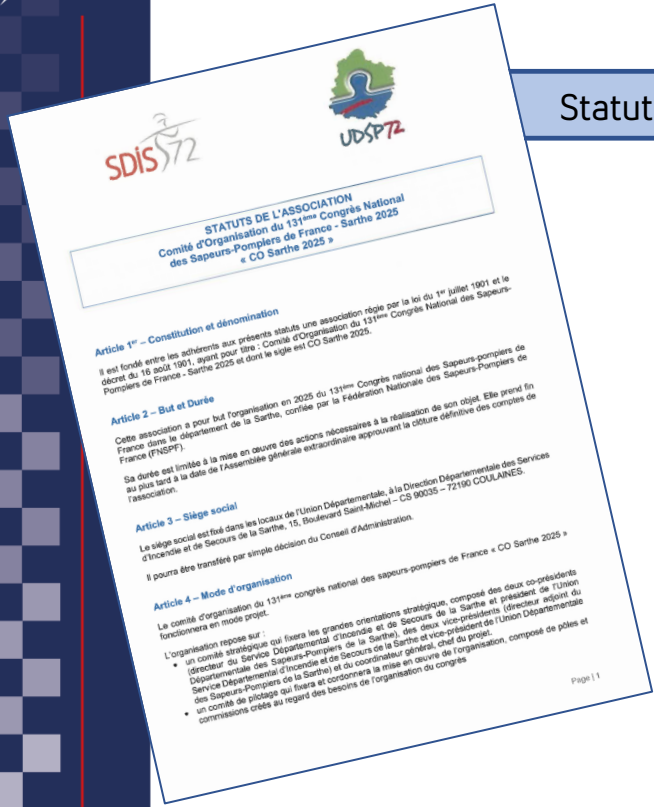 Statut
SDIS 72
UDSP72
STATUTS DE L'ASSOCIATION
Comité d'Organisation du 131ème Congrès National
des Sapeurs-Pompiers de France - Sarthe 2025
« CO Sarthe 2025 »
Article 1er – Constitution et dénomination
Il est fondé entre les adhérents aux présents statuts une association régie par la loi du 1er juillet 1901 et le
décret du 16 août 1901, ayant pour titre : Comité d'Organisation du 131ème Congrès National des Sapeurs-
Pompiers de France - Sarthe 2025 et dont le sigle est CO Sarthe 2025.
Article 2 – But et Durée
Cette association a pour but l'organisation en 2025 du 131ème Congrès national des Sapeurs-pompiers de
France dans le département de la Sarthe, confiée par la Fédération Nationale des Sapeurs-Pompiers de
France (FNSPF).
Sa durée est limitée à la mise en œuvre des actions nécessaires à la réalisation de son objet. Elle prend fin
au plus tard à la date de l'Assemblée générale extraordinaire approuvant la clôture définitive des comptes de
l'association.
Article 3 – Siège social
Le siège social est fixé dans les locaux de l'Union Départementale, à la Direction Départementale des Services
d'Incendie et de Secours de la Sarthe, 15, Boulevard Saint-Michel – CS 90035 – 72190 COULAINES.
Il pourra être transféré par simple décision du Conseil d'Administration.
Article 4 – Mode d'organisation
Le comité d'organisation du 131ème congrès national des sapeurs-pompiers de France « CO Sarthe 2025 »
fonctionnera en mode projet.
L'organisation repose sur :
• un comité stratégique qui fixera les grandes orientations stratégique, composé des deux co-présidents
(directeur du Service Départemental d'Incendie et de Secours de la Sarthe et président de l'Union
Départementale des Sapeurs-Pompiers de la Sarthe), des deux vice-présidents (directeur adjoint du
Service Départemental d'Incendie et de Secours de la Sarthe et vice-président de l'Union Départementale
des Sapeurs-Pompiers de la Sarthe) et du coordinateur général, chef du projet.
• un comité de pilotage qui fixera et cordonnera la mise en œuvre de l'organisation, composé de pôles et
commissions créés au regard des besoins de l'organisation du congrès
Page | 1